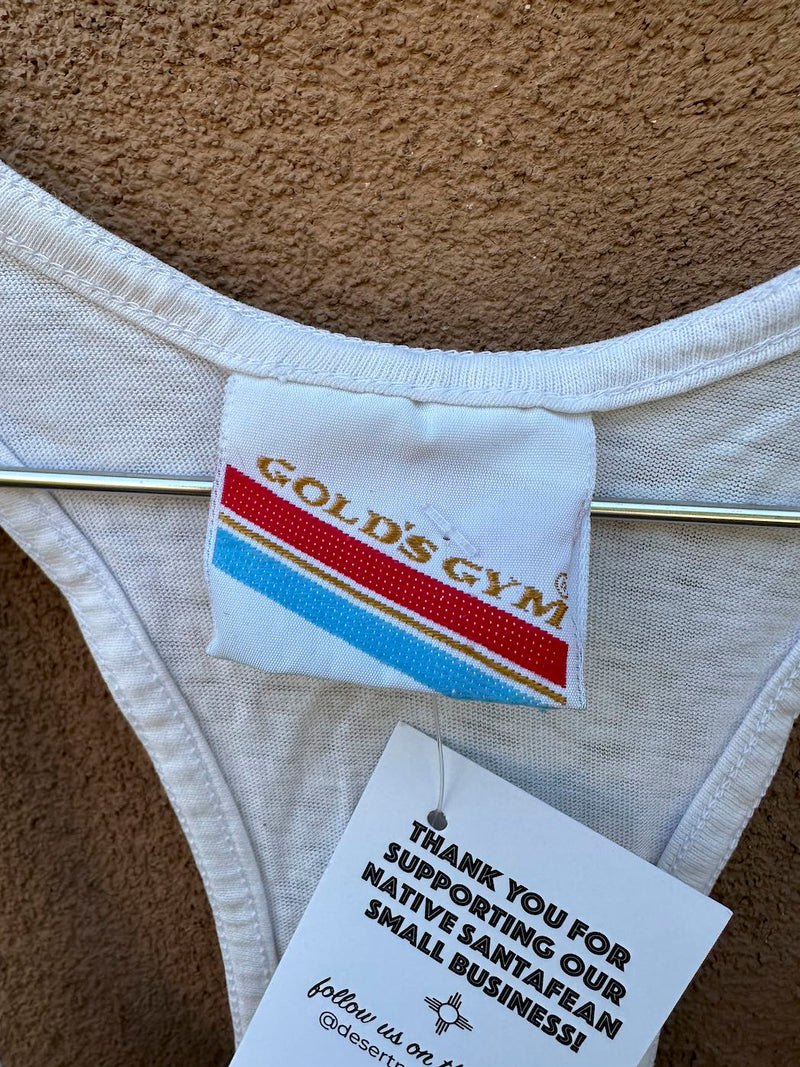 GOLD'S GYM ®
THANK YOU FOR
SUPPORTING OUR
NATIVE SANTAFEAN
SMALL BUSINESS!
follow us on